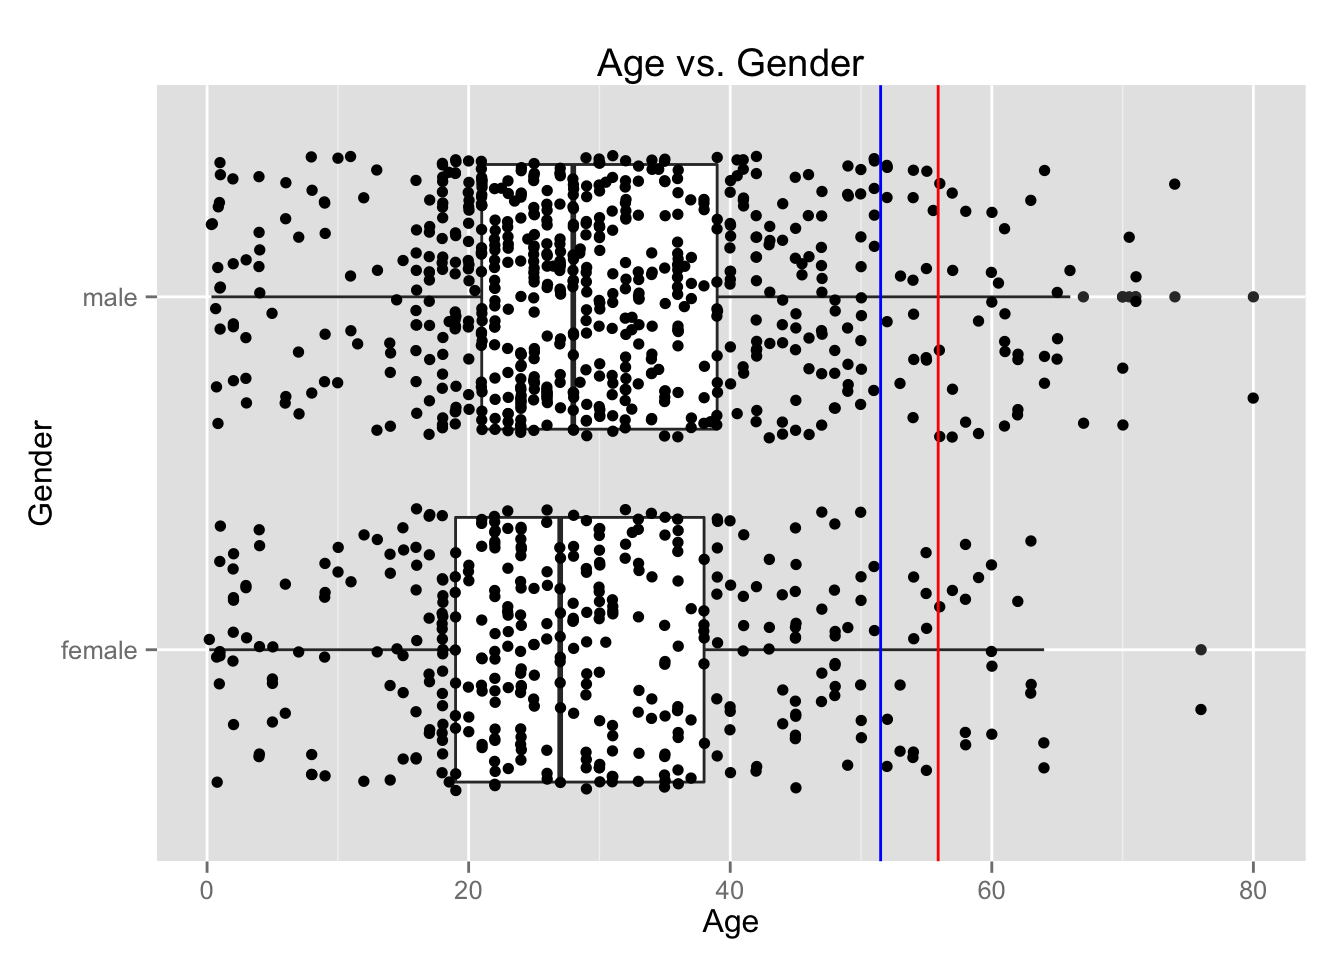 Age vs. Gender
Gender
male
female
0 20 40 60 80
Age